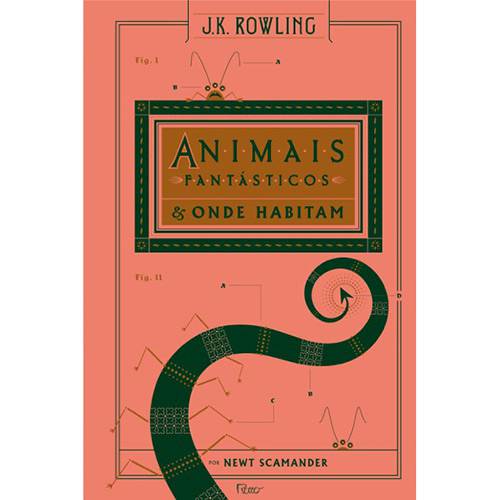 J.K. ROWLING
Fig. I
A
B
ANIMAIS
FANTÁSTICOS
& ONDE HABITAM
Fig. II
A
D
B
C
POR NEWT SCAMANDER
Rocco